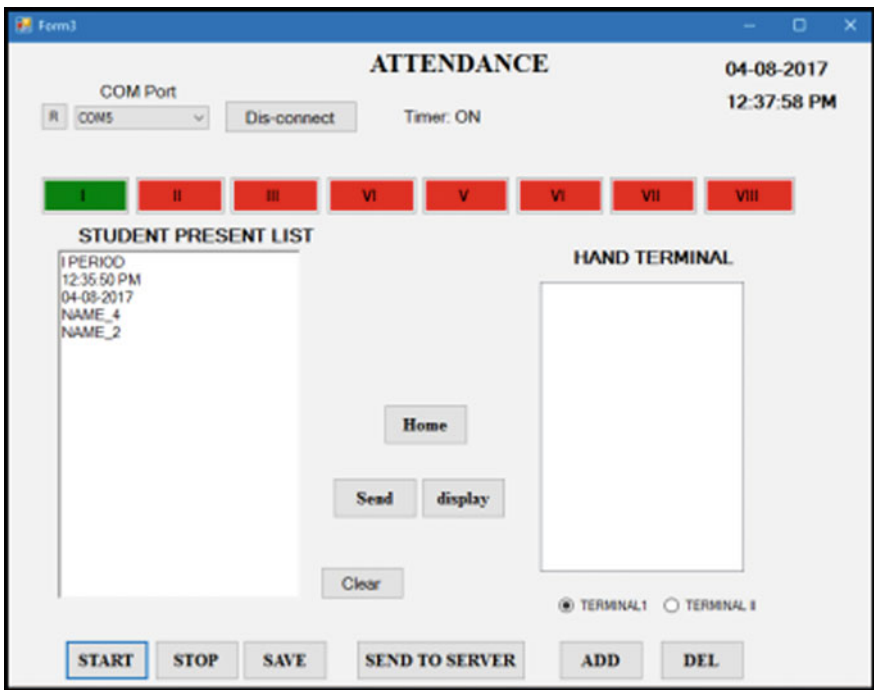 Form3
ATTENDANCE
04-08-2017
COM Port
12:37:58 PM
R COM5 Dis-connect Timer: ON
I II III VI V VI VII VIII
STUDENT PRESENT LIST
HAND TERMINAL
I PERIOD
12:35:50 PM
04-08-2017
NAME_4
NAME_2
Home
Send display
Clear
TERMINAL1 TERMINAL II
START STOP SAVE SEND TO SERVER ADD DEL